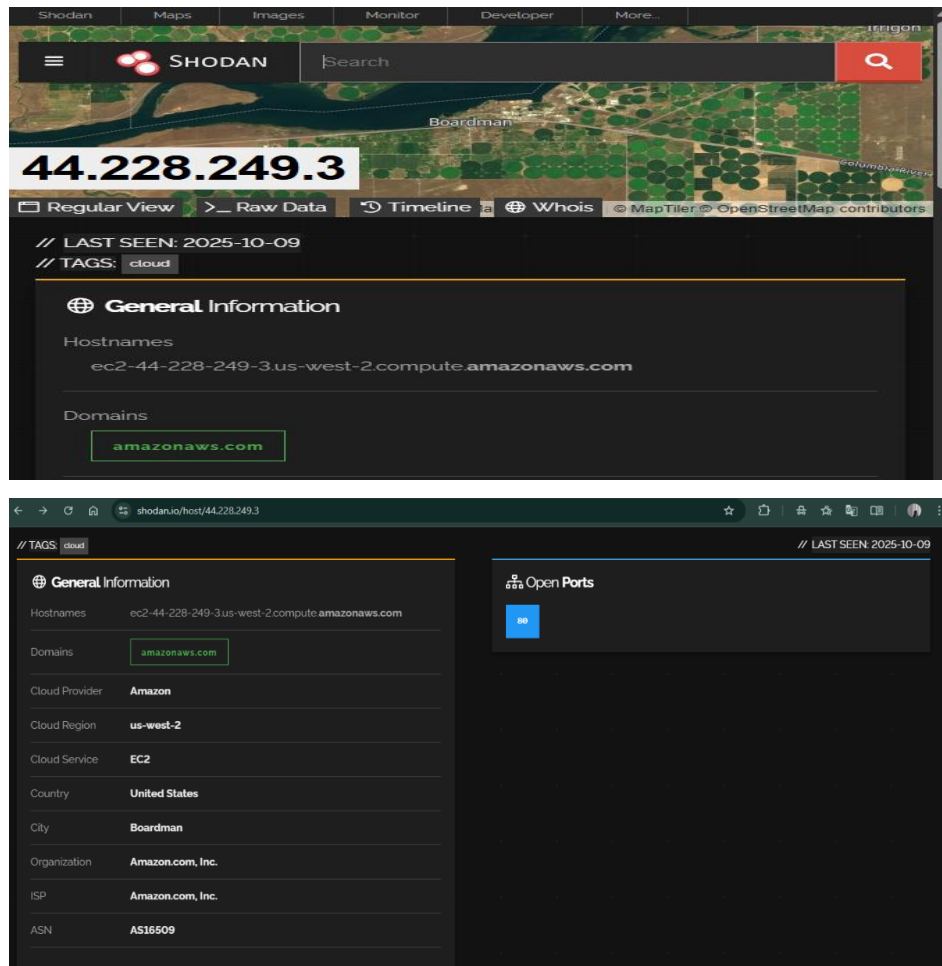 Shodan Maps Images Monitor Developer More...
Irrigon
SHODAN Search
Boardman
Columbia River
44.228.249.3
Regular View >_ Raw Data Timeline Whois © MapTiler © OpenStreetMap contributors
// LAST SEEN: 2025-10-09
// TAGS: cloud
General Information
Hostnames
ec2-44-228-249-3.us-west-2.compute.amazonaws.com
Domains
amazonaws.com
shodan.io/host/44.228.249.3
// TAGS: cloud // LAST SEEN: 2025-10-09
General Information
Hostnames ec2-44-228-249-3.us-west-2.compute.amazonaws.com
Domains amazonaws.com
Cloud Provider Amazon
Cloud Region us-west-2
Cloud Service EC2
Country United States
City Boardman
Organization Amazon.com, Inc.
ISP Amazon.com, Inc.
ASN AS16509
Open Ports
80